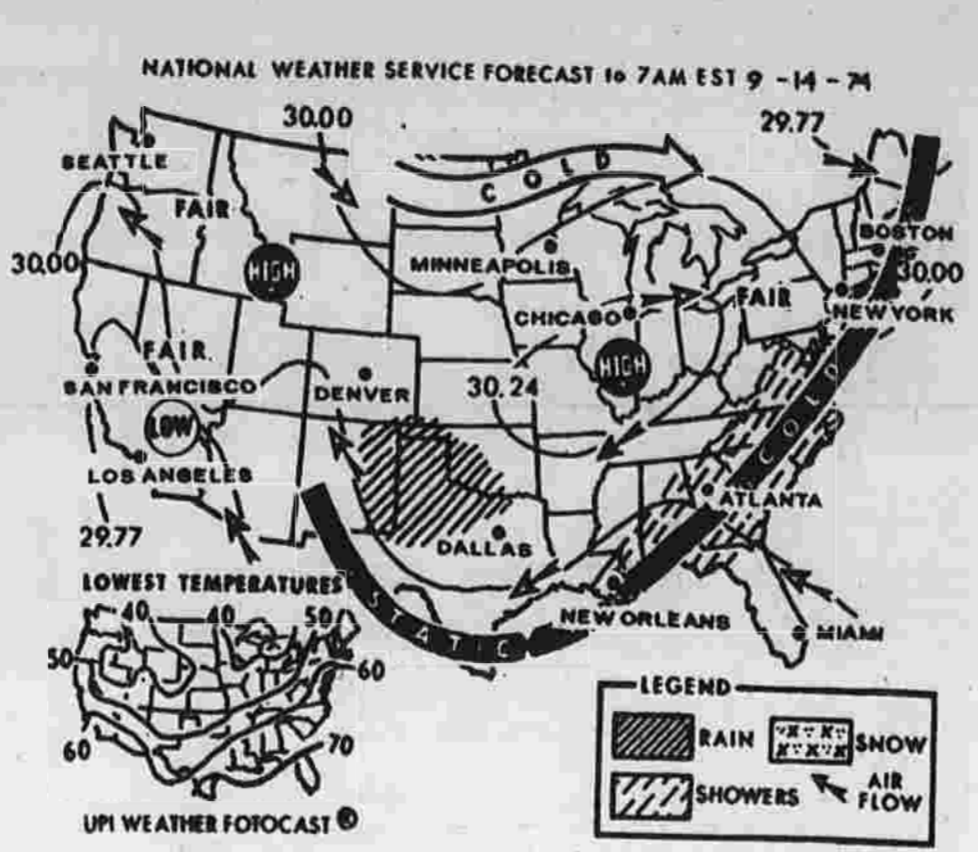 NATIONAL WEATHER SERVICE FORECAST to 7AM EST 9 -14 - 74
30.00
29.77
SEATTLE
COLD
FAIR
BOSTON
30.00
HIGH
MINNEAPOLIS
30.00
FAIR
NEW YORK
CHICAGO
FAIR
HIGH
SAN FRANCISCO
DENVER
30.24
COLD
LOW
LOS ANGELES
ATLANTA
29.77
DALLAS
LOWEST TEMPERATURES
STATIC
NEW ORLEANS
MIAMI
40 40 50
50
60
60
70
UPI WEATHER FOTOCAST ®
LEGEND
RAIN
SNOW
SHOWERS
AIR
FLOW